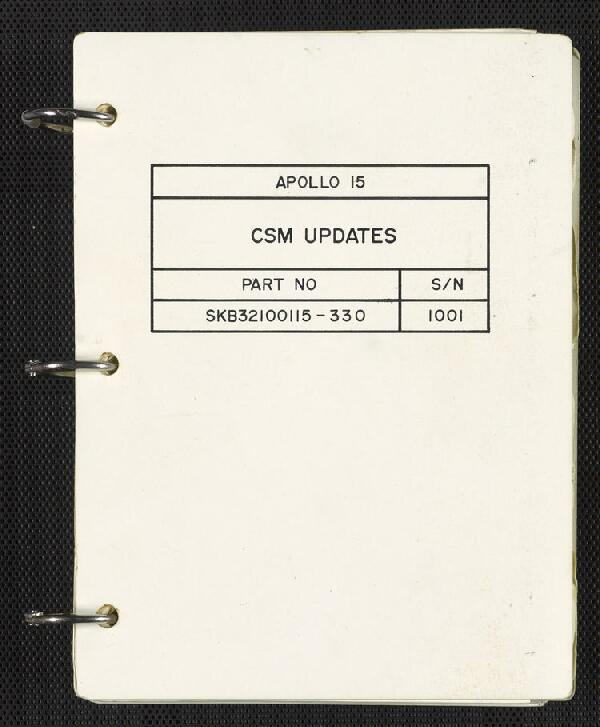 APOLLO 15
CSM UPDATES
PART NO S/N
SKB32100115-330 1001